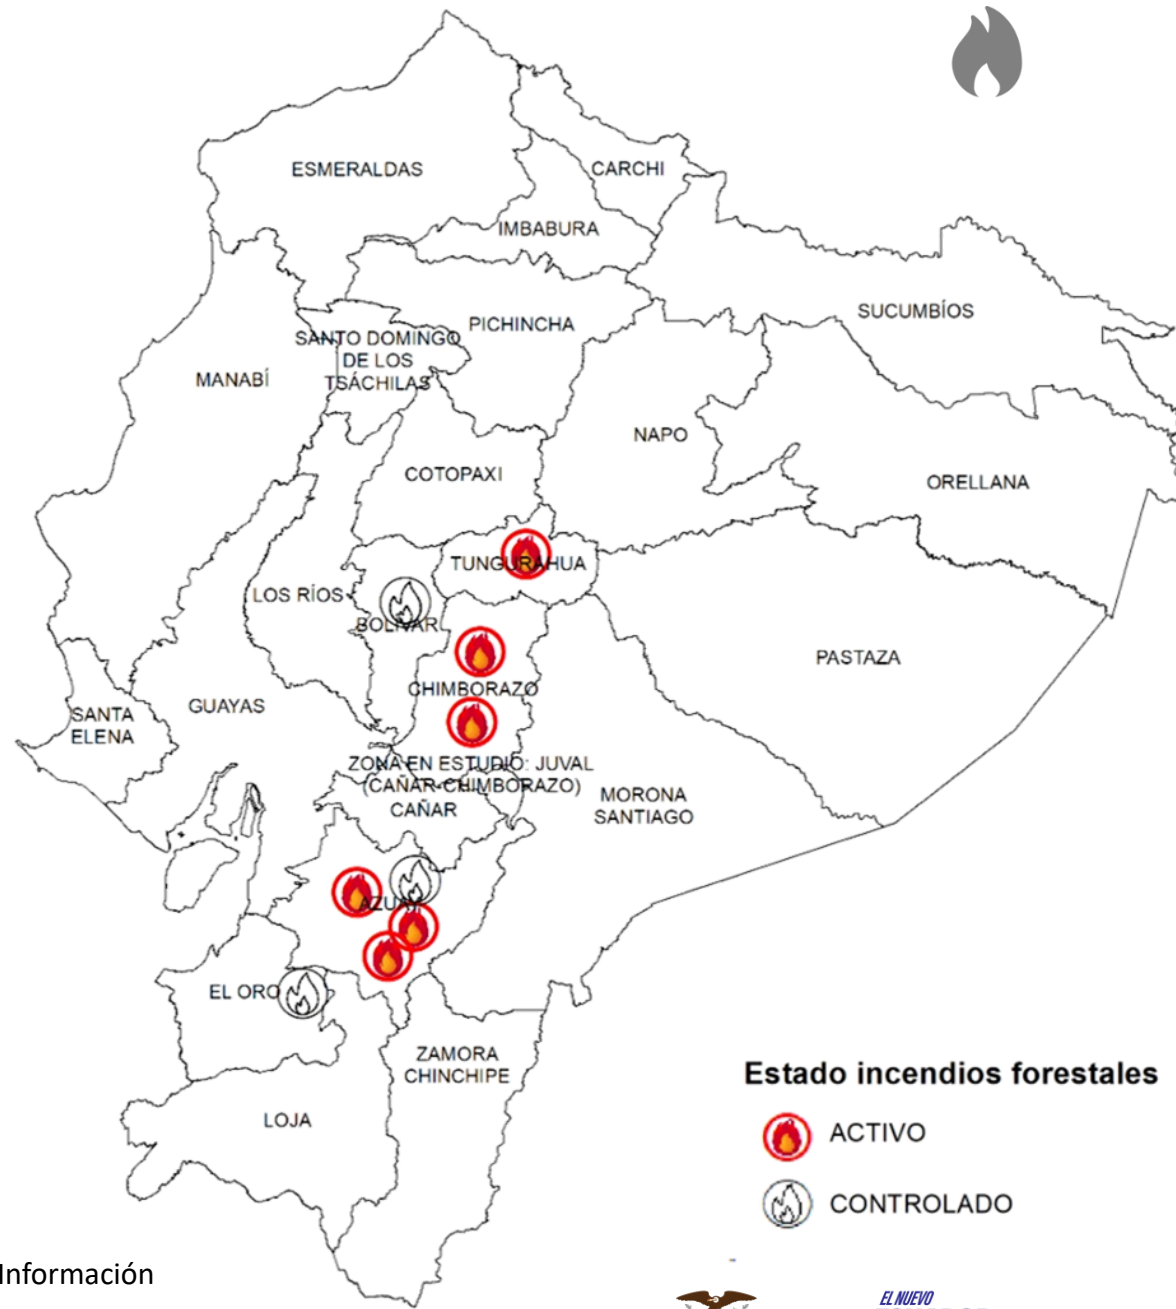 ESMERALDAS
CARCHI
IMBABURA
SUCUMBÍOS
PICHINCHA
SANTO DOMINGO
DE LOS
TSÁCHILAS
MANABÍ
NAPO
COTOPAXI
ORELLANA
TUNGURAHUA
LOS RÍOS
BOLÍVAR
PASTAZA
CHIMBORAZO
GUAYAS
SANTA
ELENA
ZONA EN ESTUDIO: JUVAL
(CAÑAR-CHIMBORAZO)
CAÑAR
MORONA
SANTIAGO
AZUAY
EL ORO
ZAMORA
CHINCHIPE
LOJA
Estado incendios forestales
ACTIVO
CONTROLADO
Información
EL NUEVO